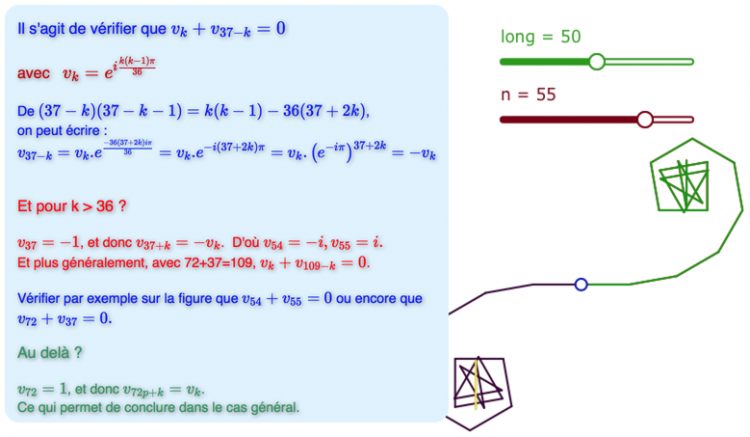 Il s'agit de vérifier que $v_k + v_{37-k} = 0$
avec $v_k = e^{i\frac{k(k-1)\pi}{36}}$
De $(37-k)(37-k-1) = k(k-1) - 36(37+2k)$,
on peut écrire :
$v_{37-k} = v_k.e^{\frac{-36(37+2k)i\pi}{36}} = v_k.e^{-i(37+2k)\pi} = v_k.\left(e^{-i\pi}\right)^{37+2k} = -v_k$
Et pour k > 36 ?
$v_{37} = -1$, et donc $v_{37+k} = -v_k$. D'où $v_{54} = -i, v_{55} = i$.
Et plus généralement, avec 72+37=109, $v_k + v_{109-k} = 0$.
Vérifier par exemple sur la figure que $v_{54} + v_{55} = 0$ ou encore que
$v_{72} + v_{37} = 0$.
Au delà ?
$v_{72} = 1$, et donc $v_{72p+k} = v_k$.
Ce qui permet de conclure dans le cas général.
long = 50
n = 55